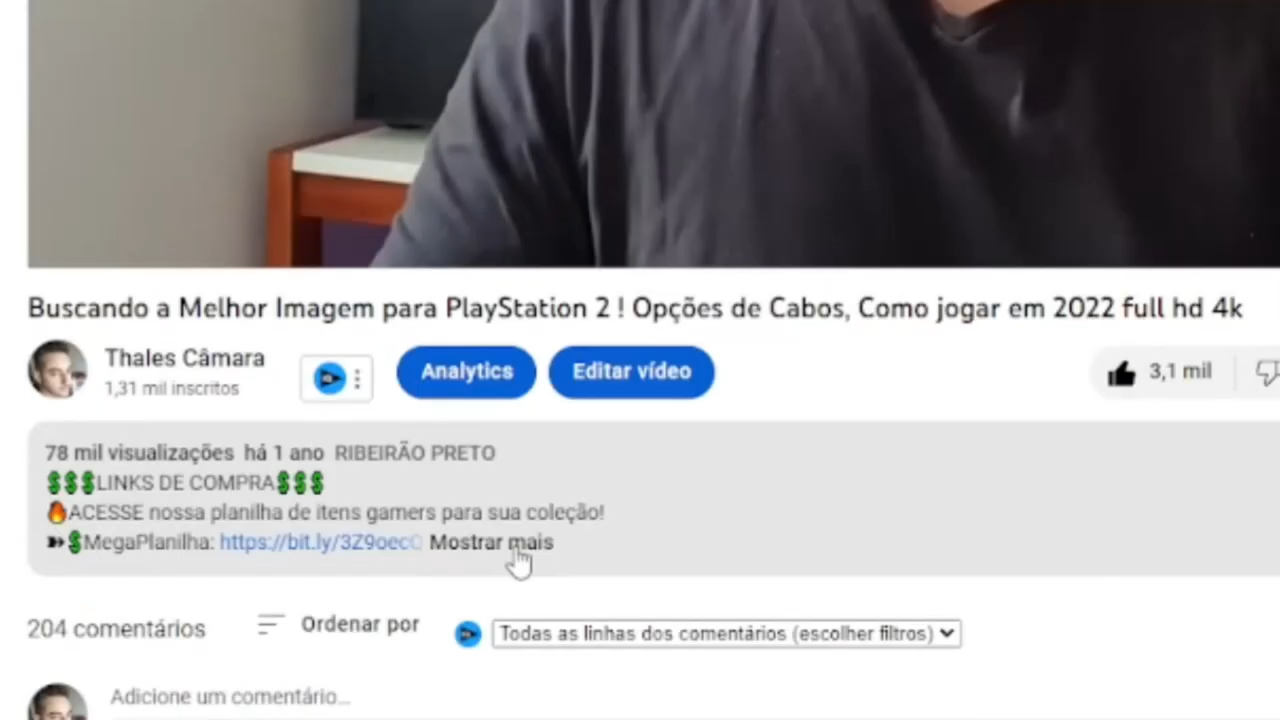 Buscando a Melhor Imagem para PlayStation 2 ! Opções de Cabos, Como jogar em 2022 full hd 4k
Thales Câmara
1,31 mil inscritos
Analytics
Editar vídeo
3,1 mil
78 mil visualizações há 1 ano RIBEIRÃO PRETO
💲💲💲LINKS DE COMPRA💲💲💲
🔥ACESSE nossa planilha de itens gamers para sua coleção!
➽💲MegaPlanilha: https://bit.ly/3Z9oecQ Mostrar mais
204 comentários
Ordenar por
Todas as linhas dos comentários (escolher filtros)
Adicione um comentário...